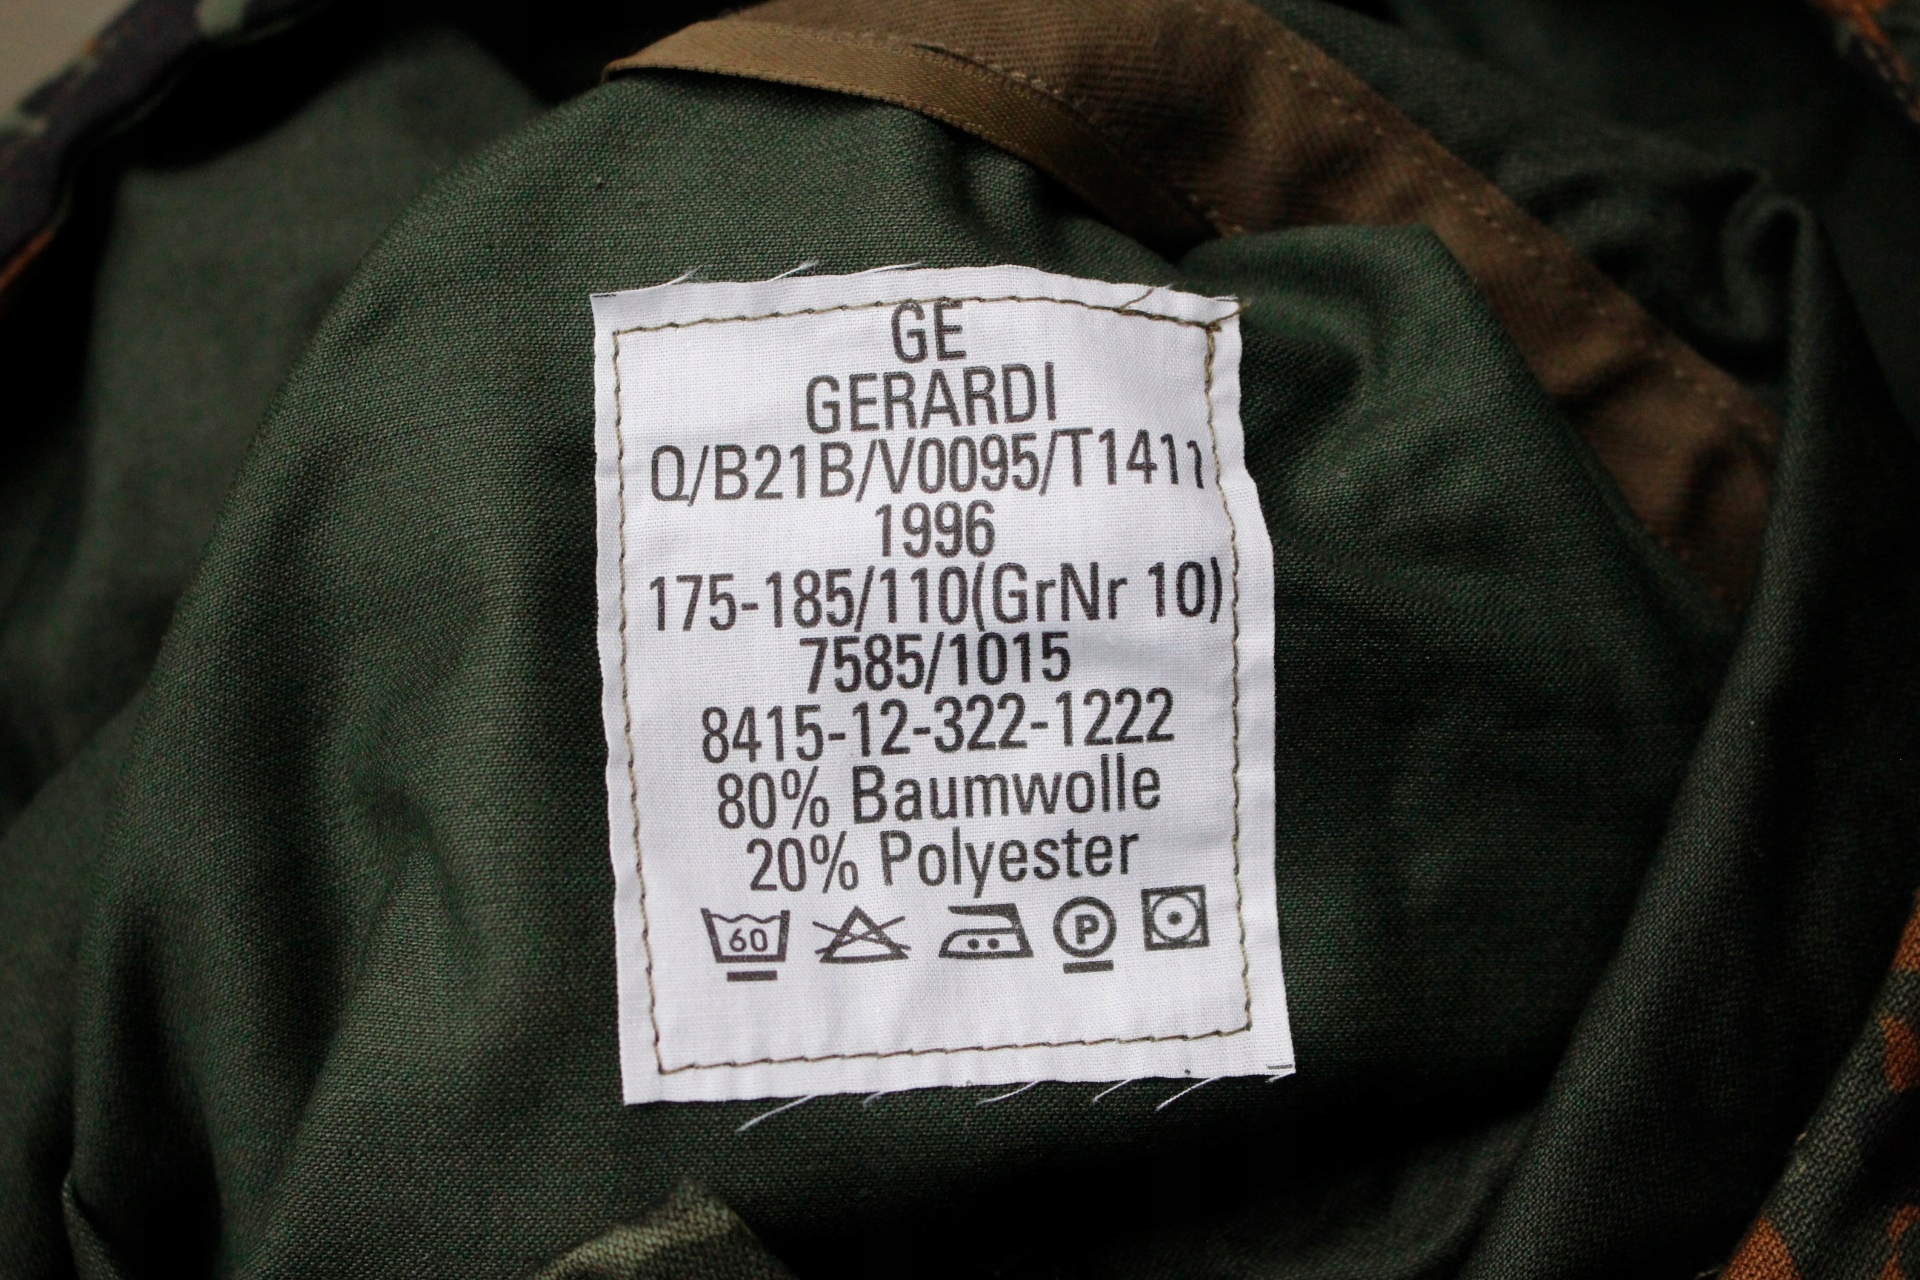 GE
GERARDI
Q/B21B/V0095/T1411
1996
175-185/110(GrNr 10)
7585/1015
8415-12-322-1222
80% Baumwolle
20% Polyester
60 P